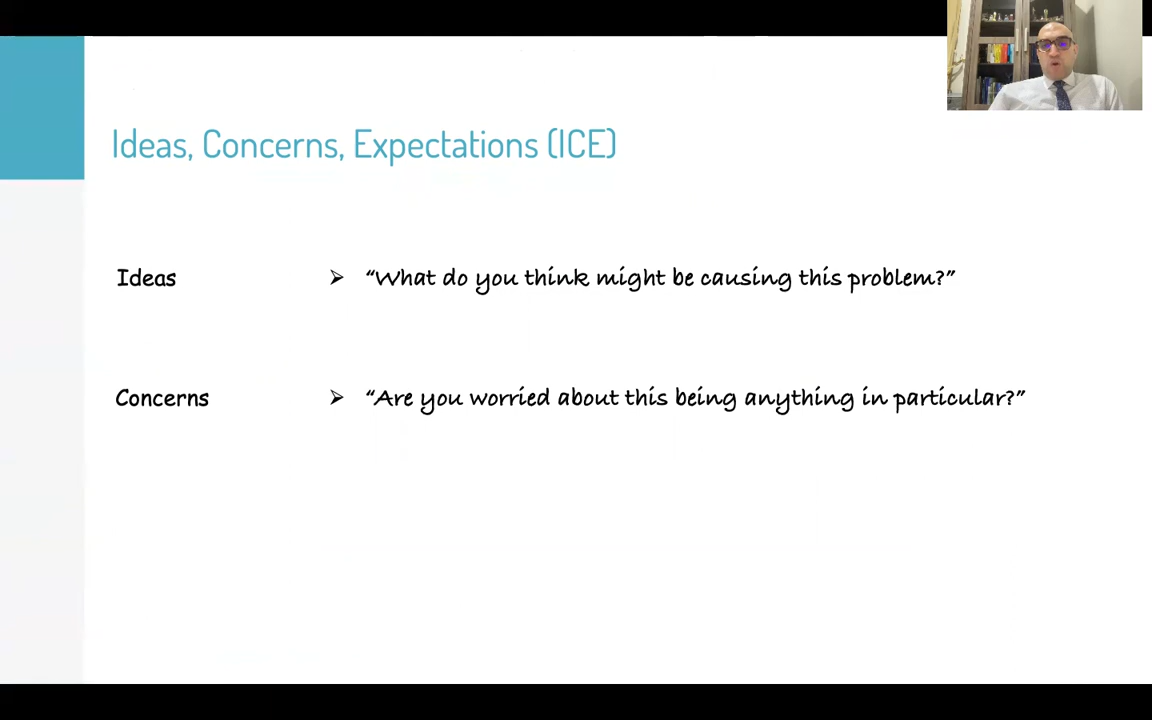 Ideas, Concerns, Expectations (ICE)
Ideas ➢ “What do you think might be causing this problem?”
Concerns ➢ “Are you worried about this being anything in particular?”